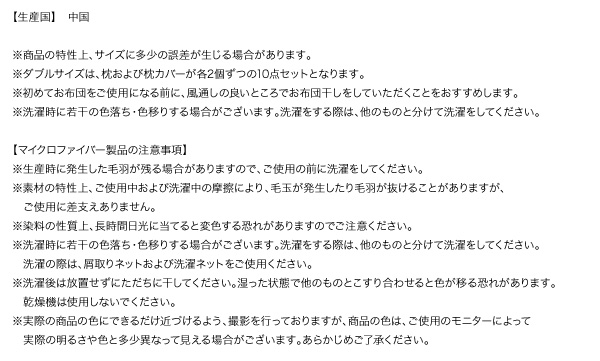 【生産国】　中国
※商品の特性上、サイズに多少の誤差が生じる場合があります。
※ダブルサイズは、枕および枕カバーが各2個ずつの10点セットとなります。
※初めてお布団をご使用になる前に、風通しの良いところでお布団干しをしていただくことをおすすめします。
※洗濯時に若干の色落ち・色移りする場合がございます。洗濯をする際は、他のものと分けて洗濯をしてください。
【マイクロファイバー製品の注意事項】
※生産時に発生した毛羽が残る場合がありますので、ご使用の前に洗濯をしてください。
※素材の特性上、ご使用中および洗濯中の摩擦により、毛玉が発生したり毛羽が抜けることがありますが、
ご使用に差支えありません。
※染料の性質上、長時間日光に当てると変色する恐れがありますのでご注意ください。
※洗濯時に若干の色落ち・色移りする場合がございます。洗濯をする際は、他のものと分けて洗濯をしてください。
洗濯の際は、屑取りネットおよび洗濯ネットをご使用ください。
※洗濯後は放置せずにただちに干してください。湿った状態で他のものとこすり合わせると色が移る恐れがあります。
乾燥機は使用しないでください。
※実際の商品の色にできるだけ近づけるよう、撮影を行っておりますが、商品の色は、ご使用のモニターによって
実際の明るさや色と多少異なって見える場合がございます。あらかじめご了承ください。